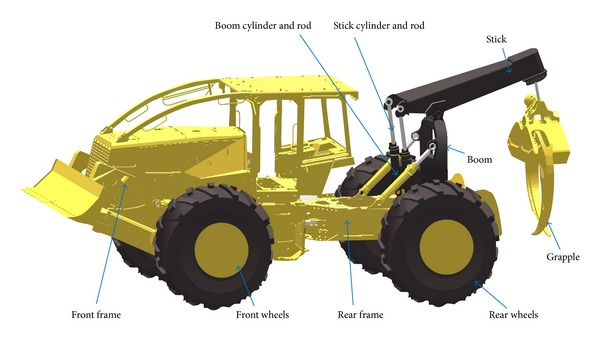 Boom cylinder and rod
Stick cylinder and rod
Stick
Boom
Grapple
Front frame
Front wheels
Rear frame
Rear wheels